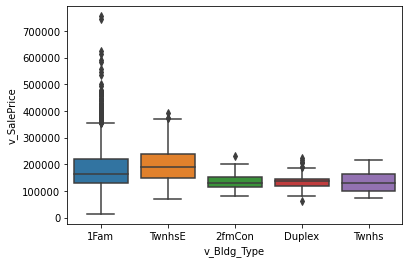 700000
600000
500000
400000
300000
200000
100000
0
v_SalePrice
1Fam
TwnhsE
2fmCon
Duplex
Twnhs
v_Bldg_Type